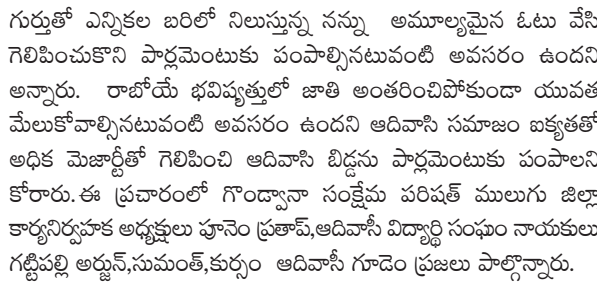 గుర్తుతో ఎన్నికల బరిలో నిలుస్తున్న నన్ను అమూల్యమైన ఓటు వేసి
గెలిపించుకొని పార్లమెంటుకు పంపాల్సినటువంటి అవసరం ఉందని
అన్నారు. రాబోయే భవిష్యత్తులో జాతి అంతరించిపోకుండా యువత
మేలుకోవాల్సినటువంటి అవసరం ఉందని ఆదివాసి సమాజం ఐక్యతతో
అధిక మెజార్టీతో గెలిపించి ఆదివాసి బిడ్డను పార్లమెంటుకు పంపాలని
కోరారు.ఈ ప్రచారంలో గొండ్వానా సంక్షేమ పరిషత్ ములుగు జిల్లా
కార్యనిర్వహక అధ్యక్షులు పూనెం ప్రతాప్,ఆదివాసీ విద్యార్థి సంఘం నాయకులు
గట్టిపల్లి అర్జున్,సుమంత్,కుర్సం ఆదివాసీ గూడెం ప్రజలు పాల్గొన్నారు.